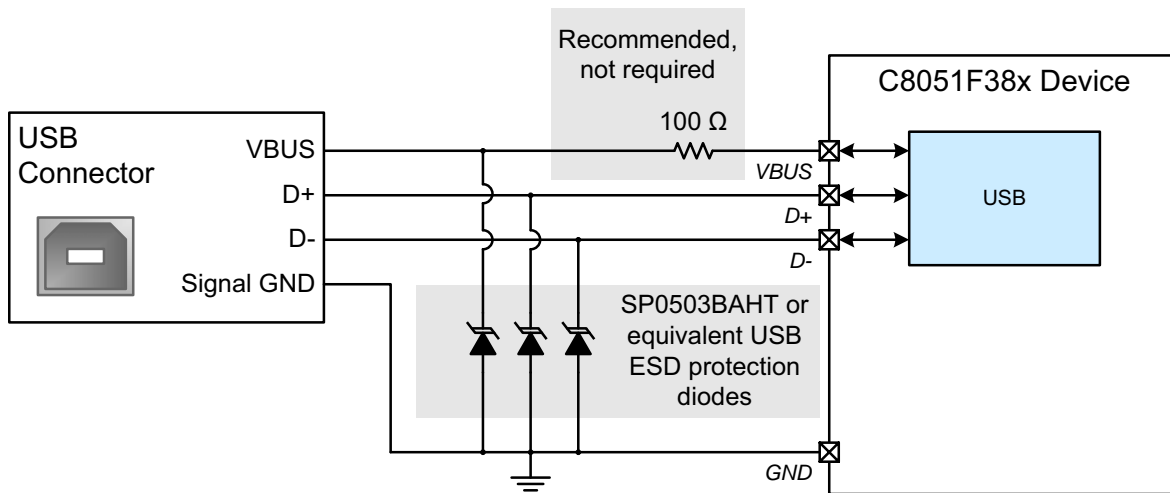 Recommended,
not required
100 Ω
C8051F38x Device
USB
Connector
VBUS
D+
D-
Signal GND
VBUS
D+
D-
USB
SP0503BAHT or
equivalent USB
ESD protection
diodes
GND